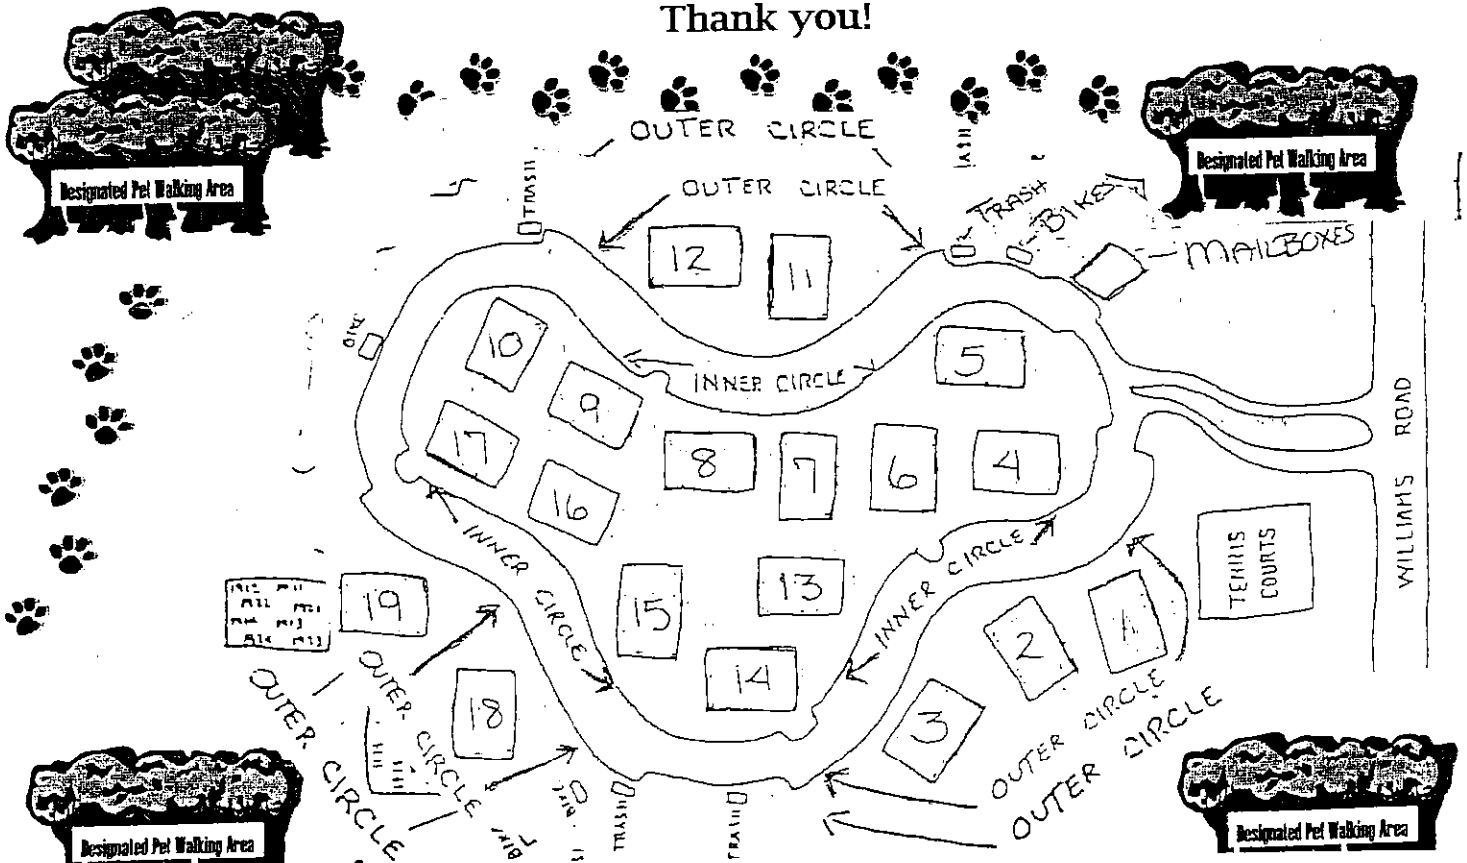 Thank you!
OUTER CIRCLE
Designated Pet Walking Area
Designated Pet Walking Area
TRASH
OUTER CIRCLE
TRASH
BIKES
MAILBOXES
12
11
10
9
5
INNER CIRCLE
17
16
8
7
6
4
WILLIAMS ROAD
INNER CIRCLE
INNER CIRCLE
TENNIS
COURTS
19
15
13
14
2
1
3
18
OUTER CIRCLE
OUTER CIRCLE
OUTER CIRCLE
OUTER CIRCLE
TRASH
TRASH
Designated Pet Walking Area
Designated Pet Walking Area